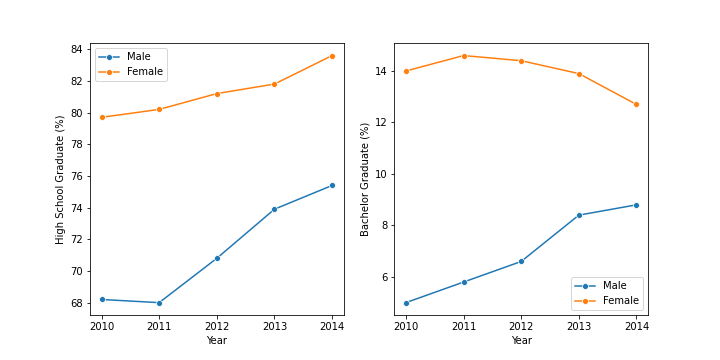 84
82
80
78
76
74
72
70
68
High School Graduate (%)
Male
Female
2010 2011 2012 2013 2014
Year
14
12
10
8
6
Bachelor Graduate (%)
Male
Female
2010 2011 2012 2013 2014
Year